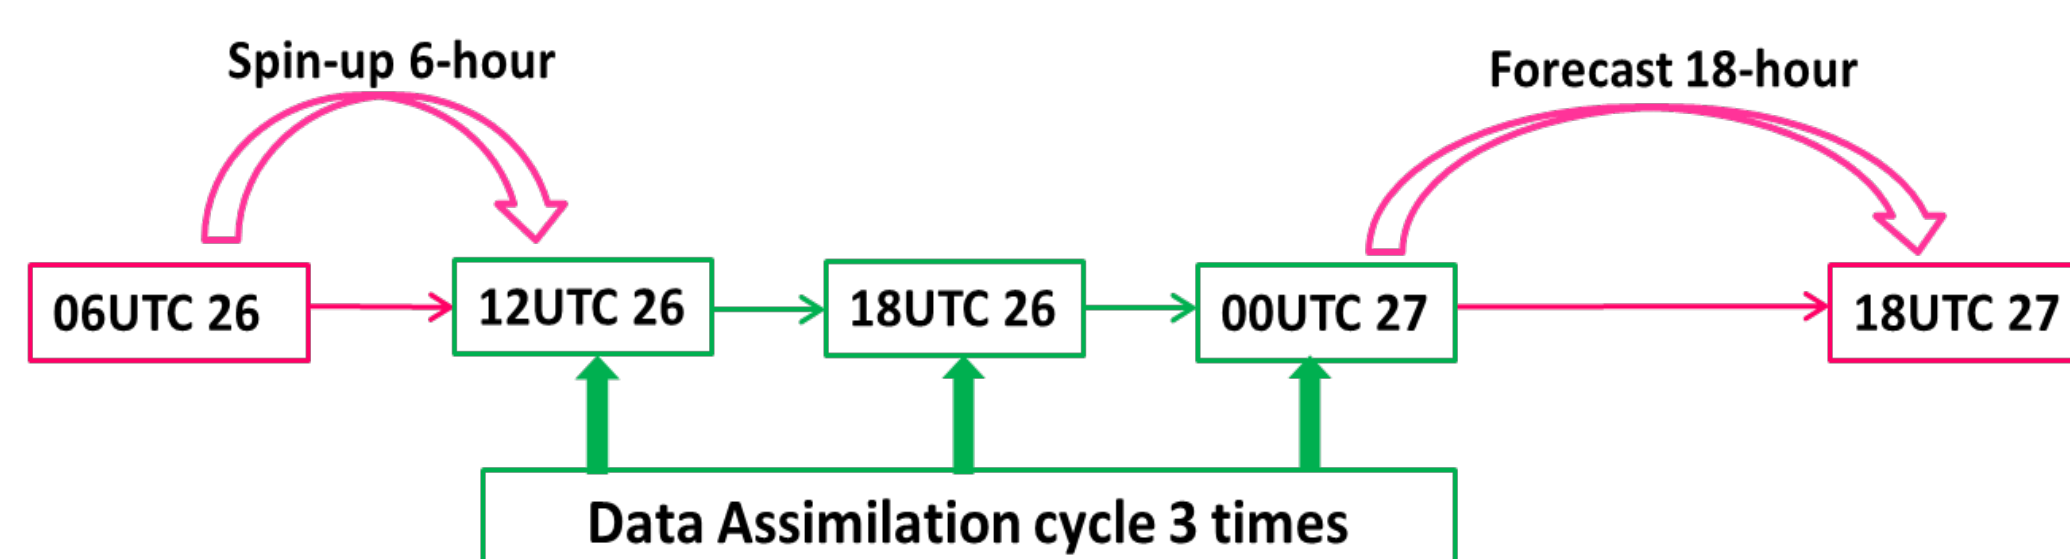 Spin-up 6-hour
Forecast 18-hour
06UTC 26
12UTC 26
18UTC 26
00UTC 27
18UTC 27
Data Assimilation cycle 3 times